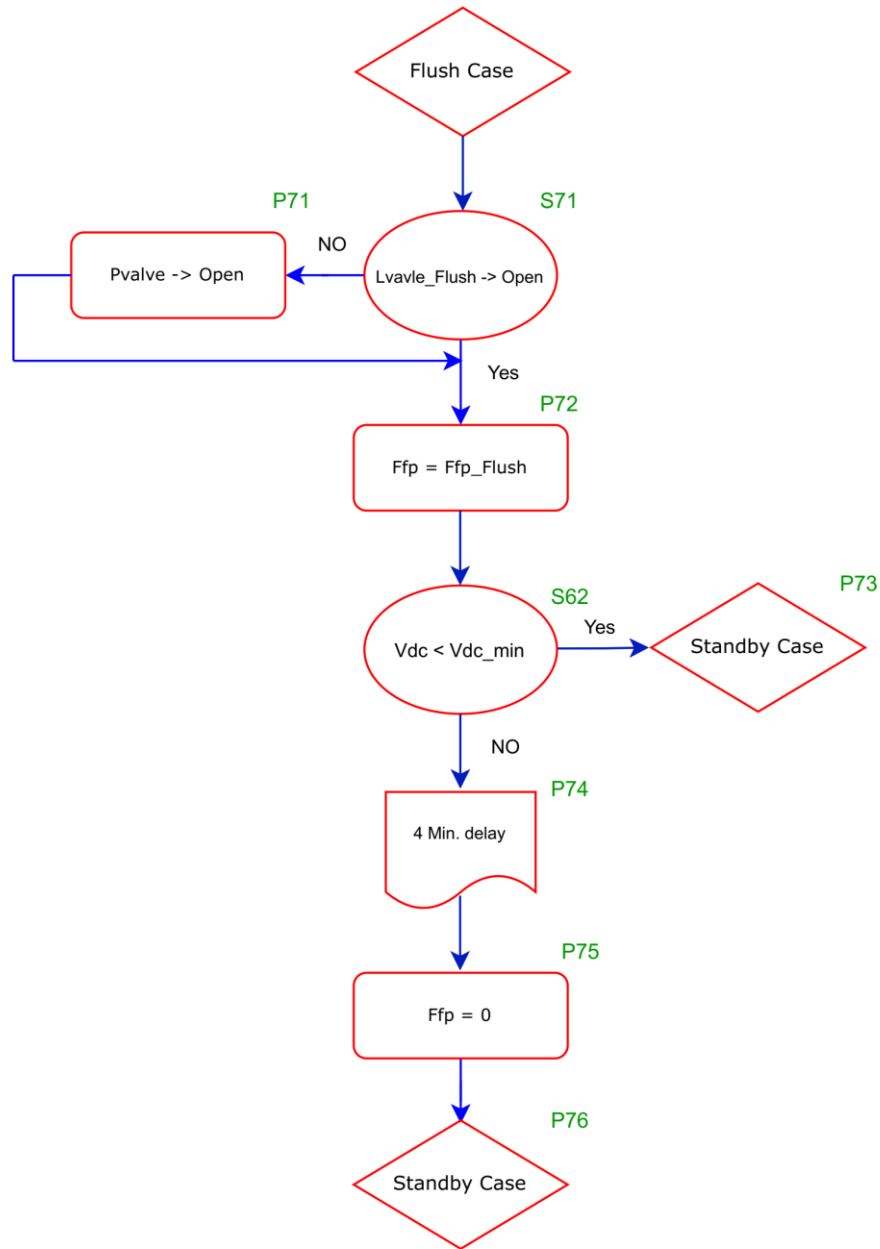 Flush Case
P71
S71
NO
Pvalve -> Open
Lvavle_Flush -> Open
Yes
P72
Ffp = Ffp_Flush
P73
S62
Yes
Vdc < Vdc_min
Standby Case
NO
P74
4 Min. delay
P75
Ffp = 0
P76
Standby Case